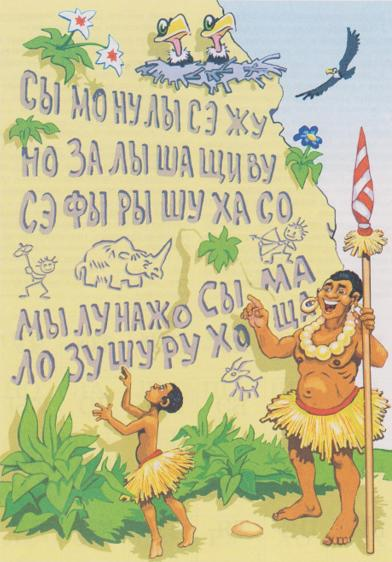 СЫ МО НУ ЛЫ СЭ ЖУ
НО ЗА ЛЫ ША ЩИ ВУ
СЭ ФЫ РЫ ШУ ХА СО
МЫ ЛУ НА ЖО СЫ МА
ЛО ЗУ ШУ РУ ХО ЩА